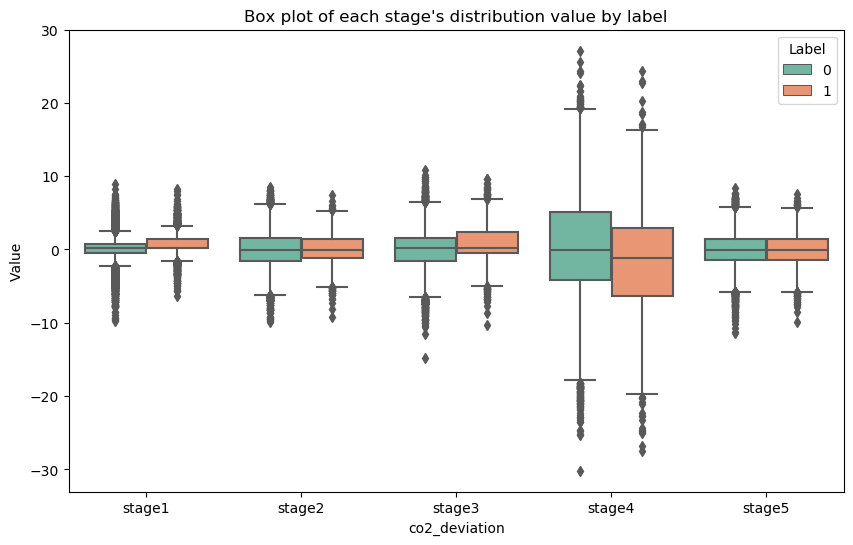 Box plot of each stage's distribution value by label
Label
0
1
30
20
10
0
−10
−20
−30
Value
stage1 stage2 stage3 stage4 stage5
co2_deviation